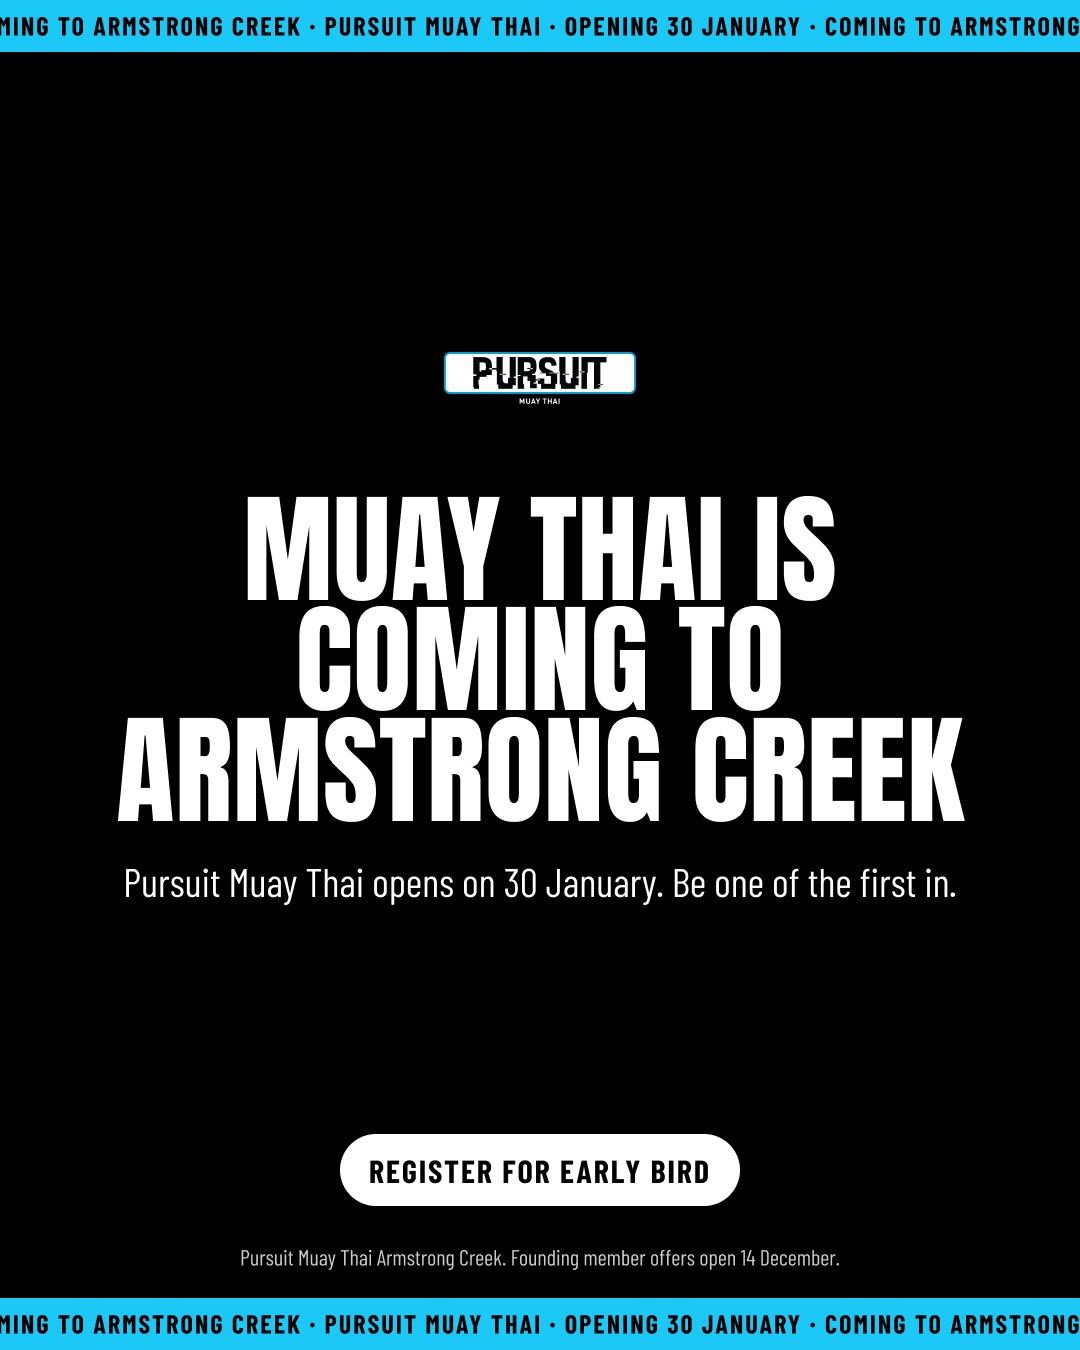 MING TO ARMSTRONG CREEK · PURSUIT MUAY THAI · OPENING 30 JANUARY · COMING TO ARMSTRONG
PURSUIT
MUAY THAI
MUAY THAI IS
COMING TO
ARMSTRONG CREEK
Pursuit Muay Thai opens on 30 January. Be one of the first in.
REGISTER FOR EARLY BIRD
Pursuit Muay Thai Armstrong Creek. Founding member offers open 14 December.
MING TO ARMSTRONG CREEK · PURSUIT MUAY THAI · OPENING 30 JANUARY · COMING TO ARMSTRONG